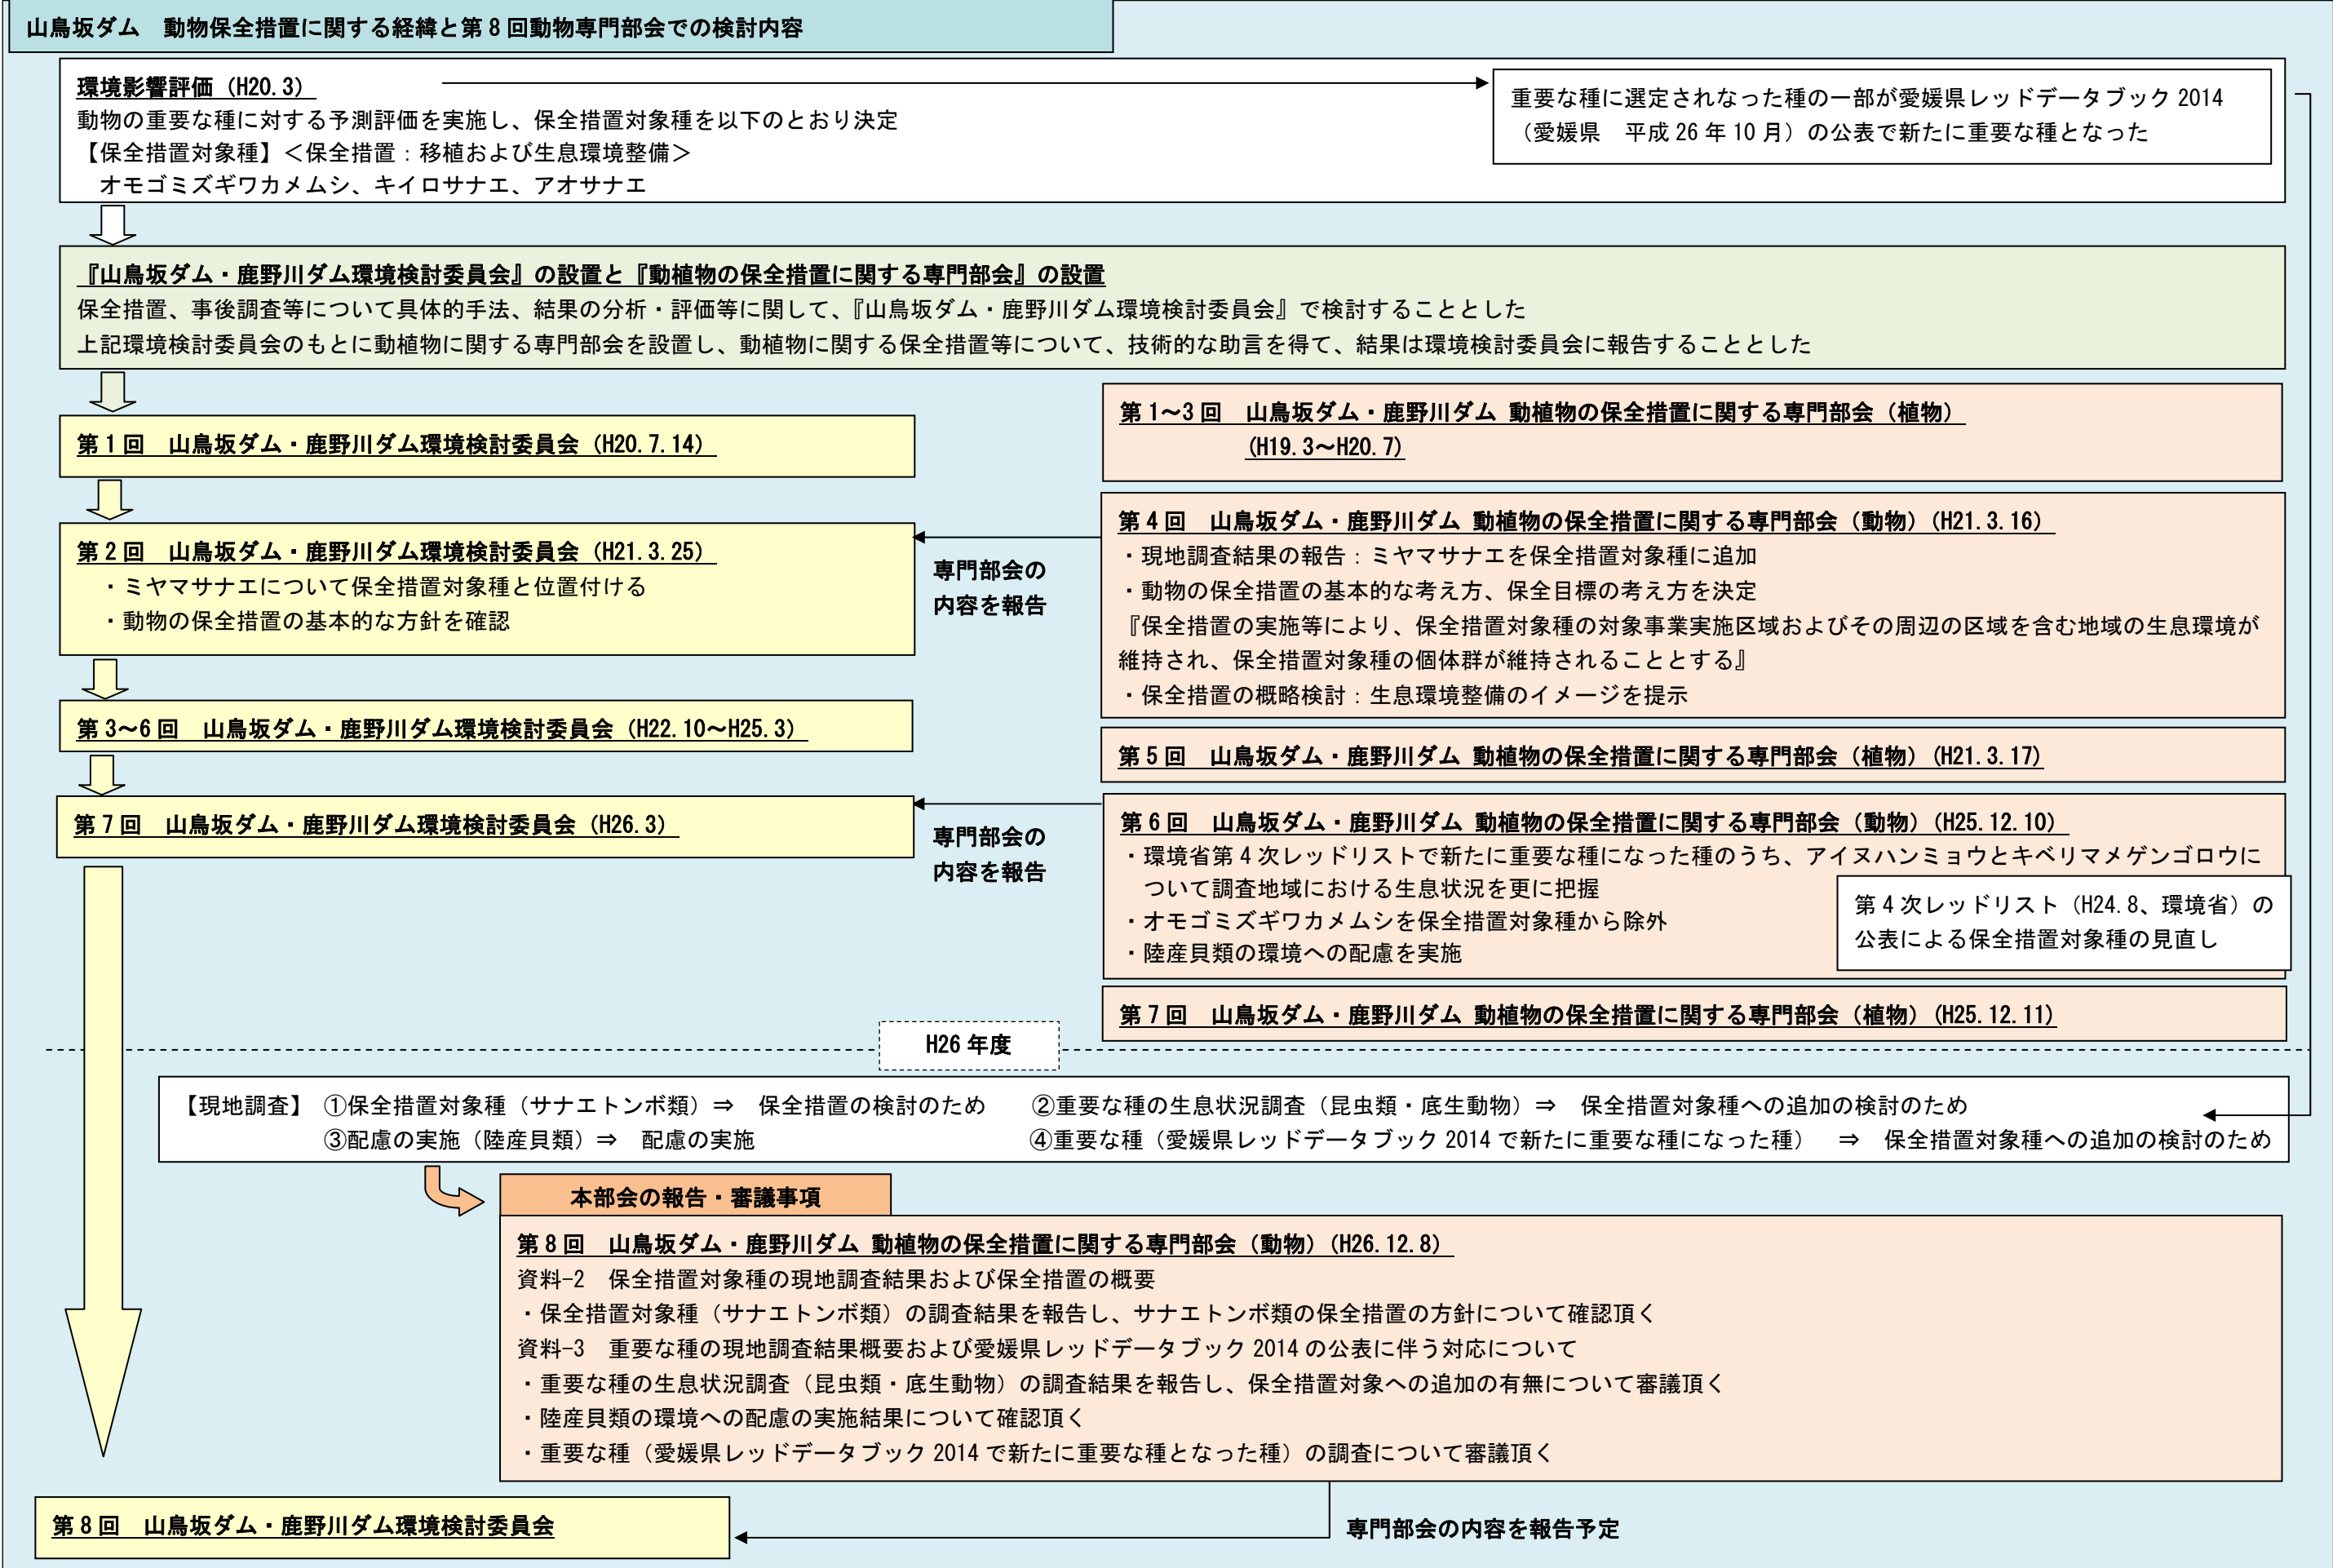 山鳥坂ダム　動物保全措置に関する経緯と第8回動物専門部会での検討内容
環境影響評価（H20.3）
動物の重要な種に対する予測評価を実施し、保全措置対象種を以下のとおり決定
【保全措置対象種】＜保全措置：移植および生息環境整備＞
オモゴミズギワカメムシ、キイロサナエ、アオサナエ
重要な種に選定されなった種の一部が愛媛県レッドデータブック2014
（愛媛県　平成26年10月）の公表で新たに重要な種となった
『山鳥坂ダム・鹿野川ダム環境検討委員会』の設置と『動植物の保全措置に関する専門部会』の設置
保全措置、事後調査等について具体的手法、結果の分析・評価等に関して、『山鳥坂ダム・鹿野川ダム環境検討委員会』で検討することとした
上記環境検討委員会のもとに動植物に関する専門部会を設置し、動植物に関する保全措置等について、技術的な助言を得て、結果は環境検討委員会に報告することとした
第1回　山鳥坂ダム・鹿野川ダム環境検討委員会（H20.7.14）
第1～3回　山鳥坂ダム・鹿野川ダム 動植物の保全措置に関する専門部会（植物）
(H19.3～H20.7)
第2回　山鳥坂ダム・鹿野川ダム環境検討委員会（H21.3.25）
・ミヤマサナエについて保全措置対象種と位置付ける
・動物の保全措置の基本的な方針を確認
専門部会の
内容を報告
第4回　山鳥坂ダム・鹿野川ダム 動植物の保全措置に関する専門部会（動物）(H21.3.16）
・現地調査結果の報告：ミヤマサナエを保全措置対象種に追加
・動物の保全措置の基本的な考え方、保全目標の考え方を決定
『保全措置の実施等により、保全措置対象種の対象事業実施区域およびその周辺の区域を含む地域の生息環境が
維持され、保全措置対象種の個体群が維持されることとする』
・保全措置の概略検討：生息環境整備のイメージを提示
第3～6回　山鳥坂ダム・鹿野川ダム環境検討委員会（H22.10～H25.3）
第5回　山鳥坂ダム・鹿野川ダム 動植物の保全措置に関する専門部会（植物）(H21.3.17)
第7回　山鳥坂ダム・鹿野川ダム環境検討委員会（H26.3）
専門部会の
内容を報告
第6回　山鳥坂ダム・鹿野川ダム 動植物の保全措置に関する専門部会（動物）(H25.12.10）
・環境省第4次レッドリストで新たに重要な種になった種のうち、アイヌハンミョウとキベリマメゲンゴロウに
ついて調査地域における生息状況を更に把握
・オモゴミズギワカメムシを保全措置対象種から除外
・陸産貝類の環境への配慮を実施
第4次レッドリスト（H24.8、環境省）の
公表による保全措置対象種の見直し
第7回　山鳥坂ダム・鹿野川ダム 動植物の保全措置に関する専門部会（植物）(H25.12.11)
H26年度
【現地調査】　①保全措置対象種（サナエトンボ類）⇒　保全措置の検討のため　　②重要な種の生息状況調査（昆虫類・底生動物）⇒　保全措置対象種への追加の検討のため
③配慮の実施（陸産貝類）⇒　配慮の実施　　④重要な種（愛媛県レッドデータブック2014で新たに重要な種になった種）　⇒　保全措置対象種への追加の検討のため
本部会の報告・審議事項
第8回　山鳥坂ダム・鹿野川ダム 動植物の保全措置に関する専門部会（動物）(H26.12.8）
資料-2　保全措置対象種の現地調査結果および保全措置の概要
・保全措置対象種（サナエトンボ類）の調査結果を報告し、サナエトンボ類の保全措置の方針について確認頂く
資料-3　重要な種の現地調査結果概要および愛媛県レッドデータブック2014の公表に伴う対応について
・重要な種の生息状況調査（昆虫類・底生動物）の調査結果を報告し、保全措置対象への追加の有無について審議頂く
・陸産貝類の環境への配慮の実施結果について確認頂く
・重要な種（愛媛県レッドデータブック2014で新たに重要な種となった種）の調査について審議頂く
第8回　山鳥坂ダム・鹿野川ダム環境検討委員会
専門部会の内容を報告予定